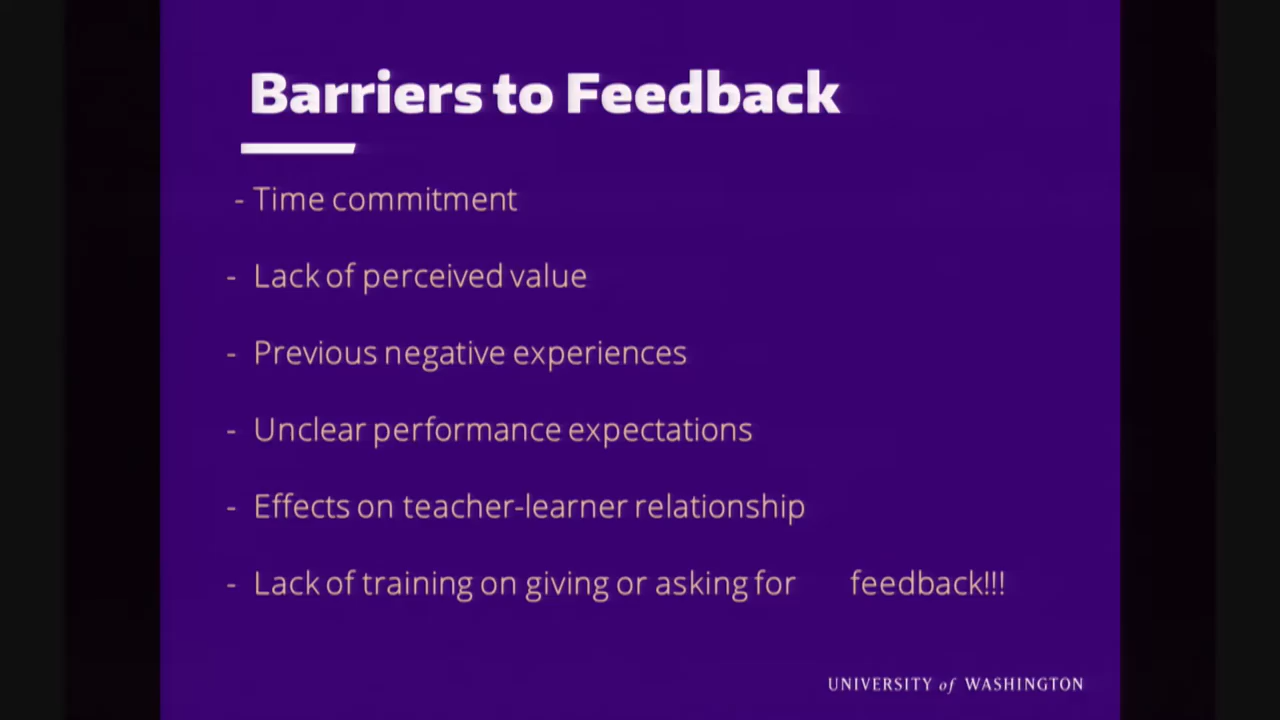 Barriers to Feedback
- Time commitment
- Lack of perceived value
- Previous negative experiences
- Unclear performance expectations
- Effects on teacher-learner relationship
- Lack of training on giving or asking for feedback!!!
UNIVERSITY of WASHINGTON